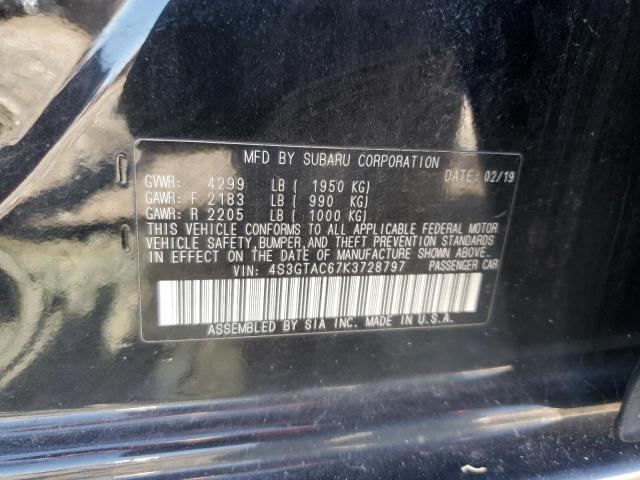 MFD BY SUBARU CORPORATION
DATE: 02/19
GVWR: 4299 LB ( 1950 KG)
GAWR: F 2183 LB ( 990 KG)
GAWR: R 2205 LB ( 1000 KG)
THIS VEHICLE CONFORMS TO ALL APPLICABLE FEDERAL MOTOR
VEHICLE SAFETY, BUMPER, AND THEFT PREVENTION STANDARDS
IN EFFECT ON THE DATE OF MANUFACTURE SHOWN ABOVE.
VIN: 4S3GTAC67K3728797 PASSENGER CAR
ASSEMBLED BY SIA INC. MADE IN U.S.A.